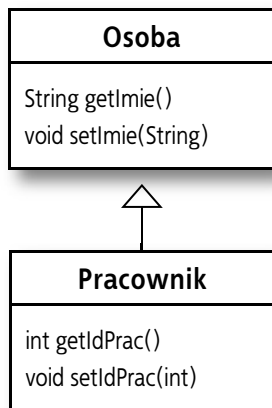 Osoba
String getImie()
void setImie(String)
Pracownik
int getIdPrac()
void setIdPrac(int)